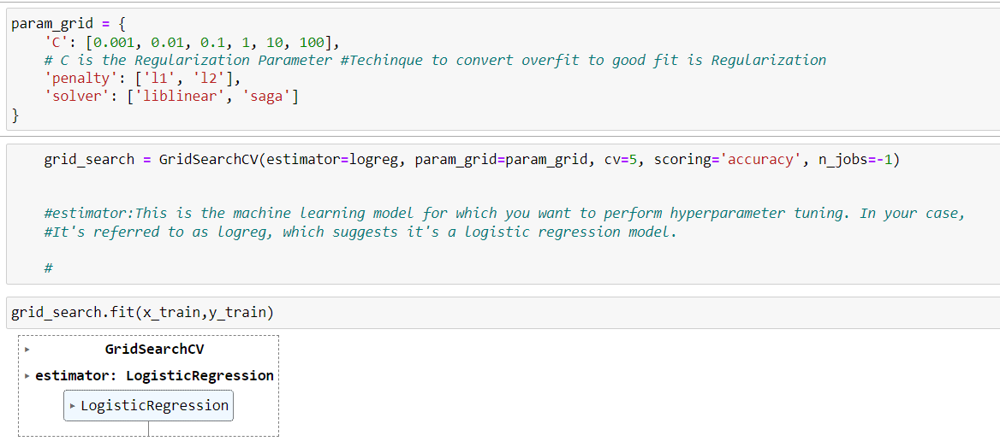 param_grid = {
    'C': [0.001, 0.01, 0.1, 1, 10, 100],
    # C is the Regularization Parameter #Techinque to convert overfit to good fit is Regularization
    'penalty': ['l1', 'l2'],
    'solver': ['liblinear', 'saga']
}
    grid_search = GridSearchCV(estimator=logreg, param_grid=param_grid, cv=5, scoring='accuracy', n_jobs=-1)
    #estimator:This is the machine learning model for which you want to perform hyperparameter tuning. In your case,
    #It's referred to as logreg, which suggests it's a logistic regression model.
    #
grid_search.fit(x_train,y_train)
GridSearchCV
estimator: LogisticRegression
LogisticRegression